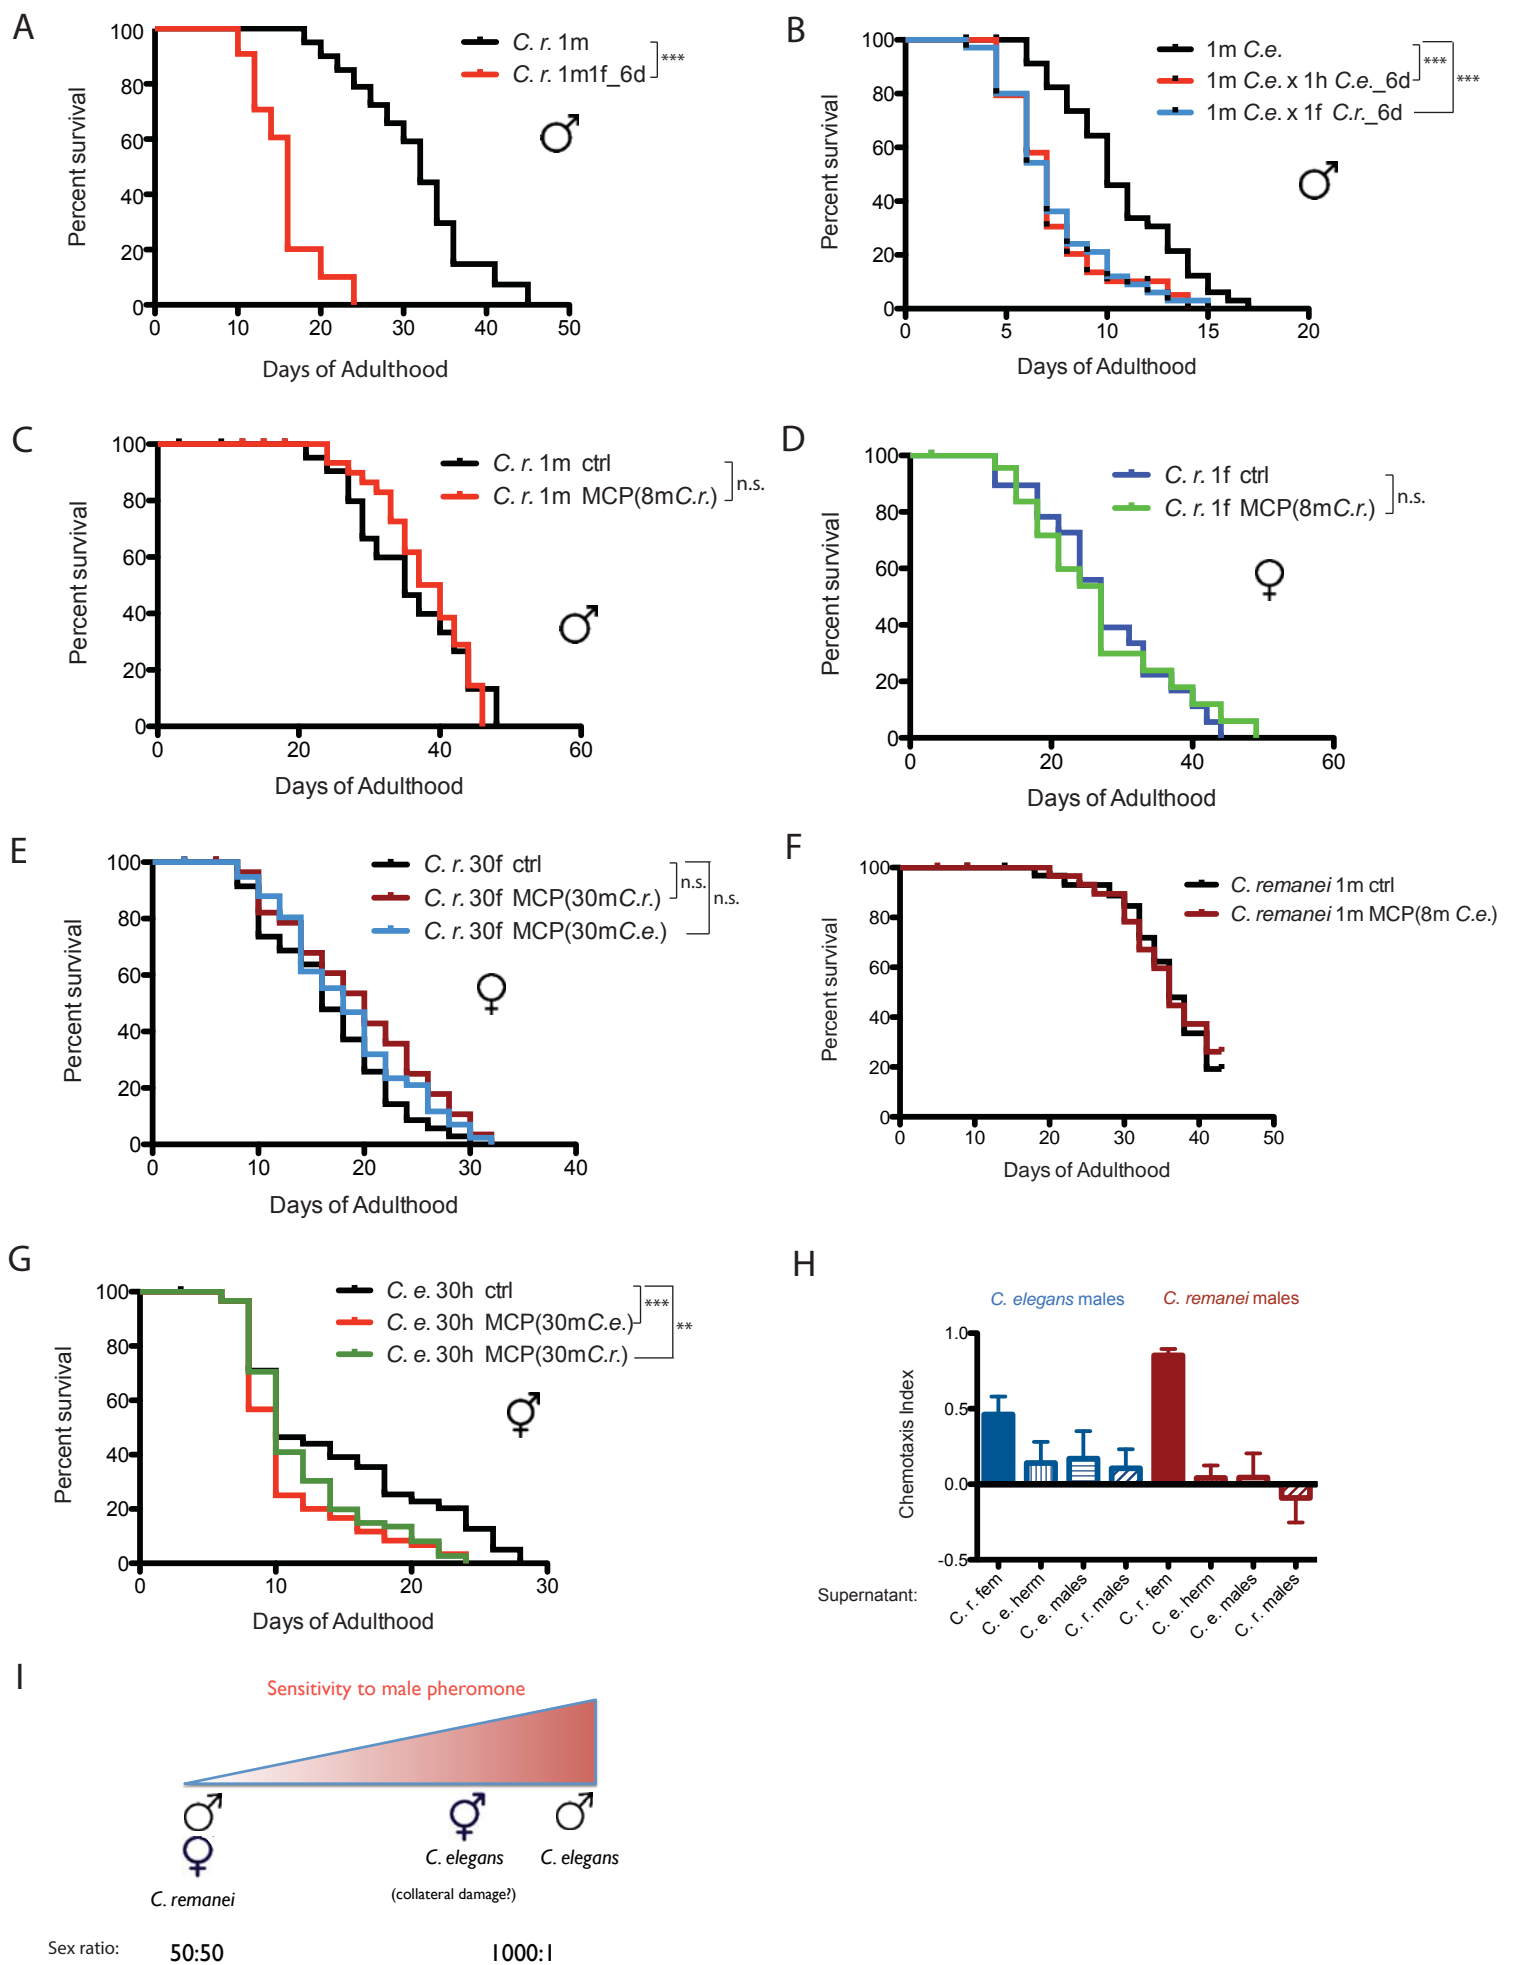 A
C. r. 1m
C. r. 1m1f_6d
***
Percent survival
100
80
60
40
20
0
0 10 20 30 40 50
Days of Adulthood
B
1m C.e.
1m C.e. x 1h C.e._6d
1m C.e. x 1f C.r._6d
***
***
Percent survival
100
80
60
40
20
0
0 5 10 15 20
Days of Adulthood
C
C. r. 1m ctrl
C. r. 1m MCP(8mC.r.)
n.s.
Percent survival
100
80
60
40
20
0
0 20 40 60
Days of Adulthood
D
C. r. 1f ctrl
C. r. 1f MCP(8mC.r.)
n.s.
Percent survival
100
80
60
40
20
0
0 20 40 60
Days of Adulthood
E
C. r. 30f ctrl
C. r. 30f MCP(30mC.r.)
C. r. 30f MCP(30mC.e.)
n.s.
n.s.
Percent survival
100
80
60
40
20
0
0 10 20 30 40
Days of Adulthood
F
C. remanei 1m ctrl
C. remanei 1m MCP(8m C.e.)
Percent survival
100
80
60
40
20
0
0 10 20 30 40 50
Days of Adulthood
G
C. e. 30h ctrl
C. e. 30h MCP(30mC.e.)
C. e. 30h MCP(30mC.r.)
***
**
Percent survival
100
80
60
40
20
0
0 10 20 30
Days of Adulthood
H
C. elegans males C. remanei males
Chemotaxis Index
1.0
0.5
0.0
-0.5
Supernatant:
C. r. fem
C. e. herm
C. e. males
C. r. males
C. r. fem
C. e. herm
C. e. males
C. r. males
I
Sensitivity to male pheromone
C. remanei
C. elegans
(collateral damage?)
C. elegans
Sex ratio: 50:50 1000:1